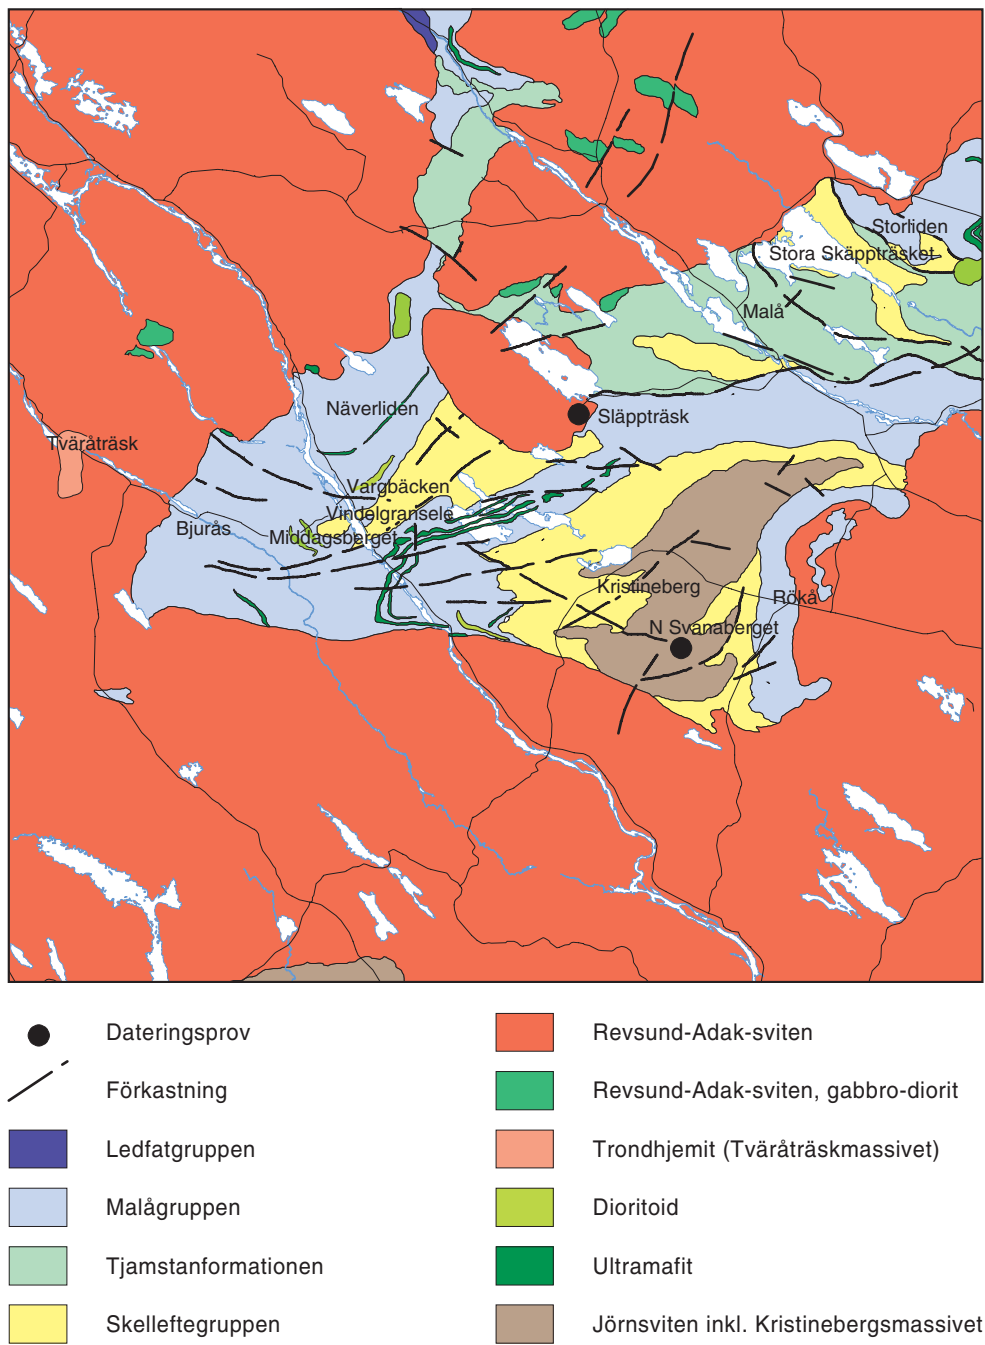 Storliden
Stora Skäppträsket
Malå
Näverliden
Släppträsk
Tväråträsk
Vargbäcken
Vindelgransele
Bjurås
Middagsberget
Kristineberg
Rökå
N Svanaberget
Dateringsprov
Förkastning
Ledfatgruppen
Malågruppen
Tjamstanformationen
Skelleftegruppen
Revsund-Adak-sviten
Revsund-Adak-sviten, gabbro-diorit
Trondhjemit (Tväråträskmassivet)
Dioritoid
Ultramafit
Jörnsviten inkl. Kristinebergsmassivet